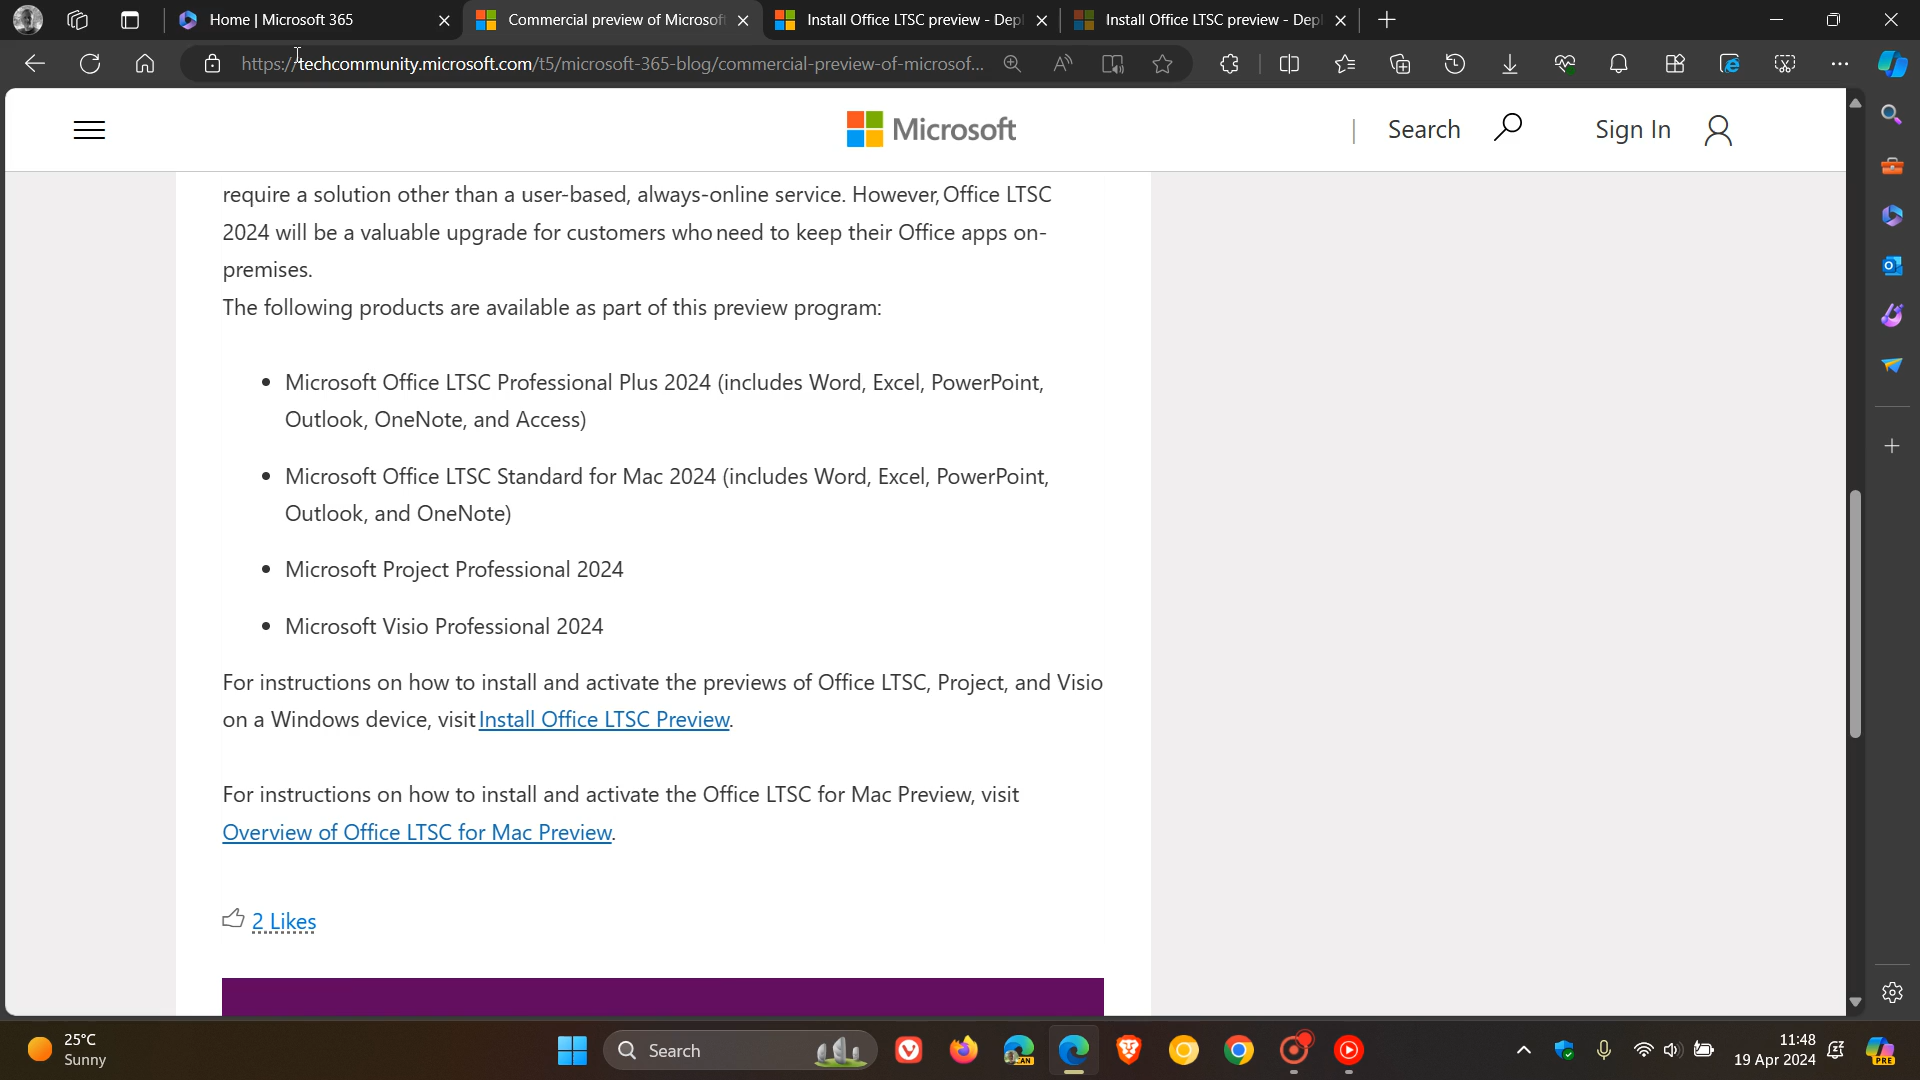 Home | Microsoft 365
Commercial preview of Microsof
Install Office LTSC preview - Depl
Install Office LTSC preview - Depl
https://techcommunity.microsoft.com/t5/microsoft-365-blog/commercial-preview-of-microsof...
Microsoft
Search
Sign In
require a solution other than a user-based, always-online service. However, Office LTSC
2024 will be a valuable upgrade for customers who need to keep their Office apps on-
premises.
The following products are available as part of this preview program:
• Microsoft Office LTSC Professional Plus 2024 (includes Word, Excel, PowerPoint,
Outlook, OneNote, and Access)
• Microsoft Office LTSC Standard for Mac 2024 (includes Word, Excel, PowerPoint,
Outlook, and OneNote)
• Microsoft Project Professional 2024
• Microsoft Visio Professional 2024
For instructions on how to install and activate the previews of Office LTSC, Project, and Visio
on a Windows device, visit Install Office LTSC Preview.
For instructions on how to install and activate the Office LTSC for Mac Preview, visit
Overview of Office LTSC for Mac Preview.
2 Likes
25°C
Sunny
Search
CAN
11:48
19 Apr 2024
PRE